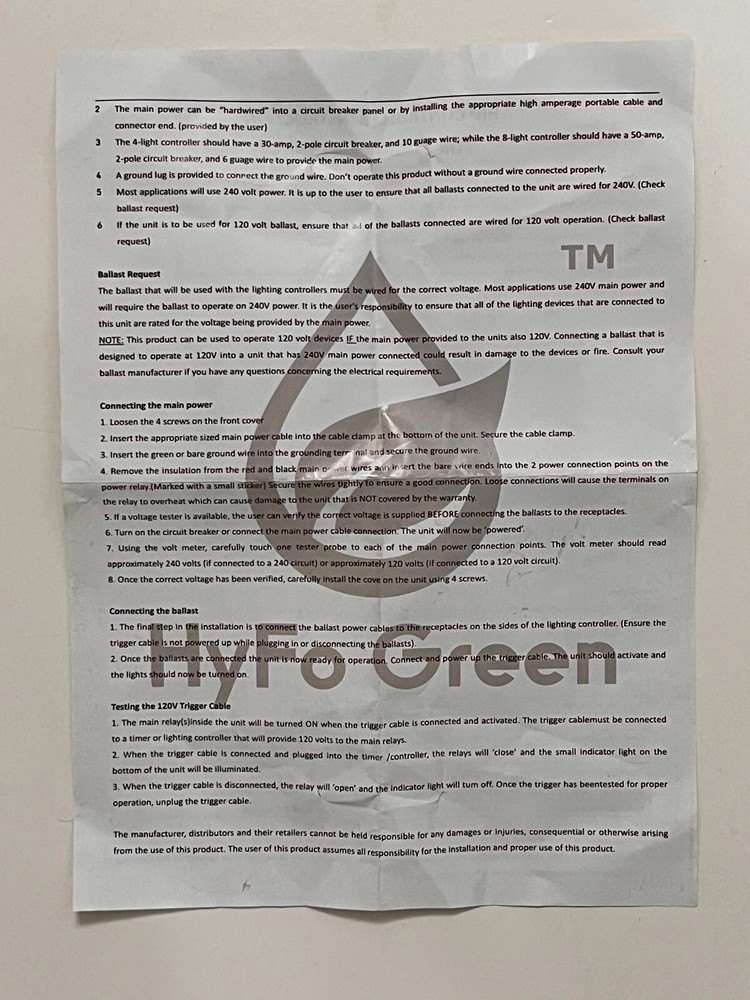 2 The main power can be "hardwired" into a circuit breaker panel or by installing the appropriate high amperage portable cable and
connector end. (provided by the user)
3 The 4-light controller should have a 30-amp, 2-pole circuit breaker, and 10 guage wire; while the 8-light controller should have a 50-amp,
2-pole circuit breaker, and 6 guage wire to provide the main power.
4 A ground lug is provided to connect the ground wire. Don't operate this product without a ground wire connected properly.
5 Most applications will use 240 volt power. It is up to the user to ensure that all ballasts connected to the unit are wired for 240V. (Check
ballast request)
6 If the unit is to be used for 120 volt ballast, ensure that all of the ballasts connected are wired for 120 volt operation. (Check ballast
request)
TM
Ballast Request
The ballast that will be used with the lighting controllers must be wired for the correct voltage. Most applications use 240V main power and
will require the ballast to operate on 240V power. It is the user's responsibility to ensure that all of the lighting devices that are connected to
this unit are rated for the voltage being provided by the main power.
NOTE: This product can be used to operate 120 volt devices IF the main power provided to the units also 120V. Connecting a ballast that is
designed to operate at 120V into a unit that has 240V main power connected could result in damage to the devices or fire. Consult your
ballast manufacturer if you have any questions concerning the electrical requirements.
Connecting the main power
1. Loosen the 4 screws on the front cover
2. Insert the appropriate sized main power cable into the cable clamp at the bottom of the unit. Secure the cable clamp.
3. Insert the green or bare ground wire into the grounding terminal and secure the ground wire.
4. Remove the insulation from the red and black main power wires and insert the bare wire ends into the 2 power connection points on the
power relay.(Marked with a small sticker) Secure the wires tightly to ensure a good connection. Loose connections will cause the terminals on
the relay to overheat which can cause damage to the unit that is NOT covered by the warranty.
5. If a voltage tester is available, the user can verify the correct voltage is supplied BEFORE connecting the ballasts to the receptacles.
6. Turn on the circuit breaker or connect the main power cable connection. The unit will now be 'powered'.
7. Using the volt meter, carefully touch one tester probe to each of the main power connection points. The volt meter should read
approximately 240 volts (if connected to a 240 circuit) or approximately 120 volts (if connected to a 120 volt circuit).
8. Once the correct voltage has been verified, carefully install the cove on the unit using 4 screws.
Connecting the ballast
1. The final step in the installation is to connect the ballast power cables to the receptacles on the sides of the lighting controller. (Ensure the
trigger cable is not powered up while plugging in or disconnecting the ballasts).
HyFo Green
2. Once the ballasts are connected the unit is now ready for operation. Connect and power up the trigger cable. The unit should activate and
the lights should now be turned on.
Testing the 120V Trigger Cable
1. The main relay(s)inside the unit will be turned ON when the trigger cable is connected and activated. The trigger cablemust be connected
to a timer or lighting controller that will provide 120 volts to the main relays.
2. When the trigger cable is connected and plugged into the timer /controller, the relays will 'close' and the small indicator light on the
bottom of the unit will be illuminated.
3. When the trigger cable is disconnected, the relay will 'open' and the indicator light will turn off. Once the trigger has beentested for proper
operation, unplug the trigger cable.
The manufacturer, distributors and their retailers cannot be held responsible for any damages or injuries, consequential or otherwise arising
from the use of this product. The user of this product assumes all responsibility for the installation and proper use of this product.